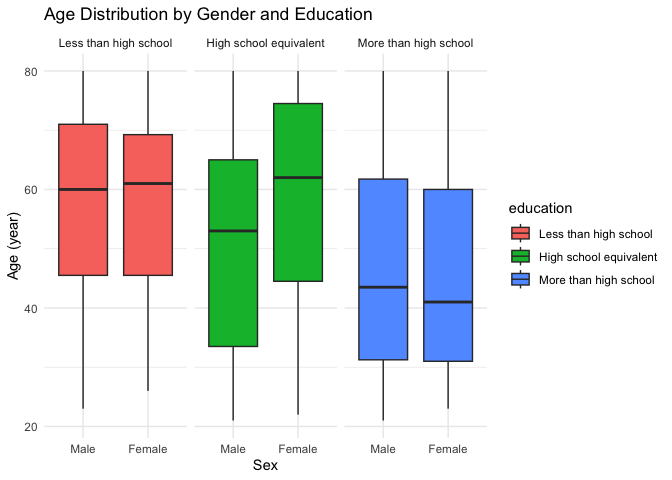 Age Distribution by Gender and Education
Less than high school
High school equivalent
More than high school
80
60
40
20
Age (year)
Male
Female
Male
Female
Male
Female
Sex
education
Less than high school
High school equivalent
More than high school